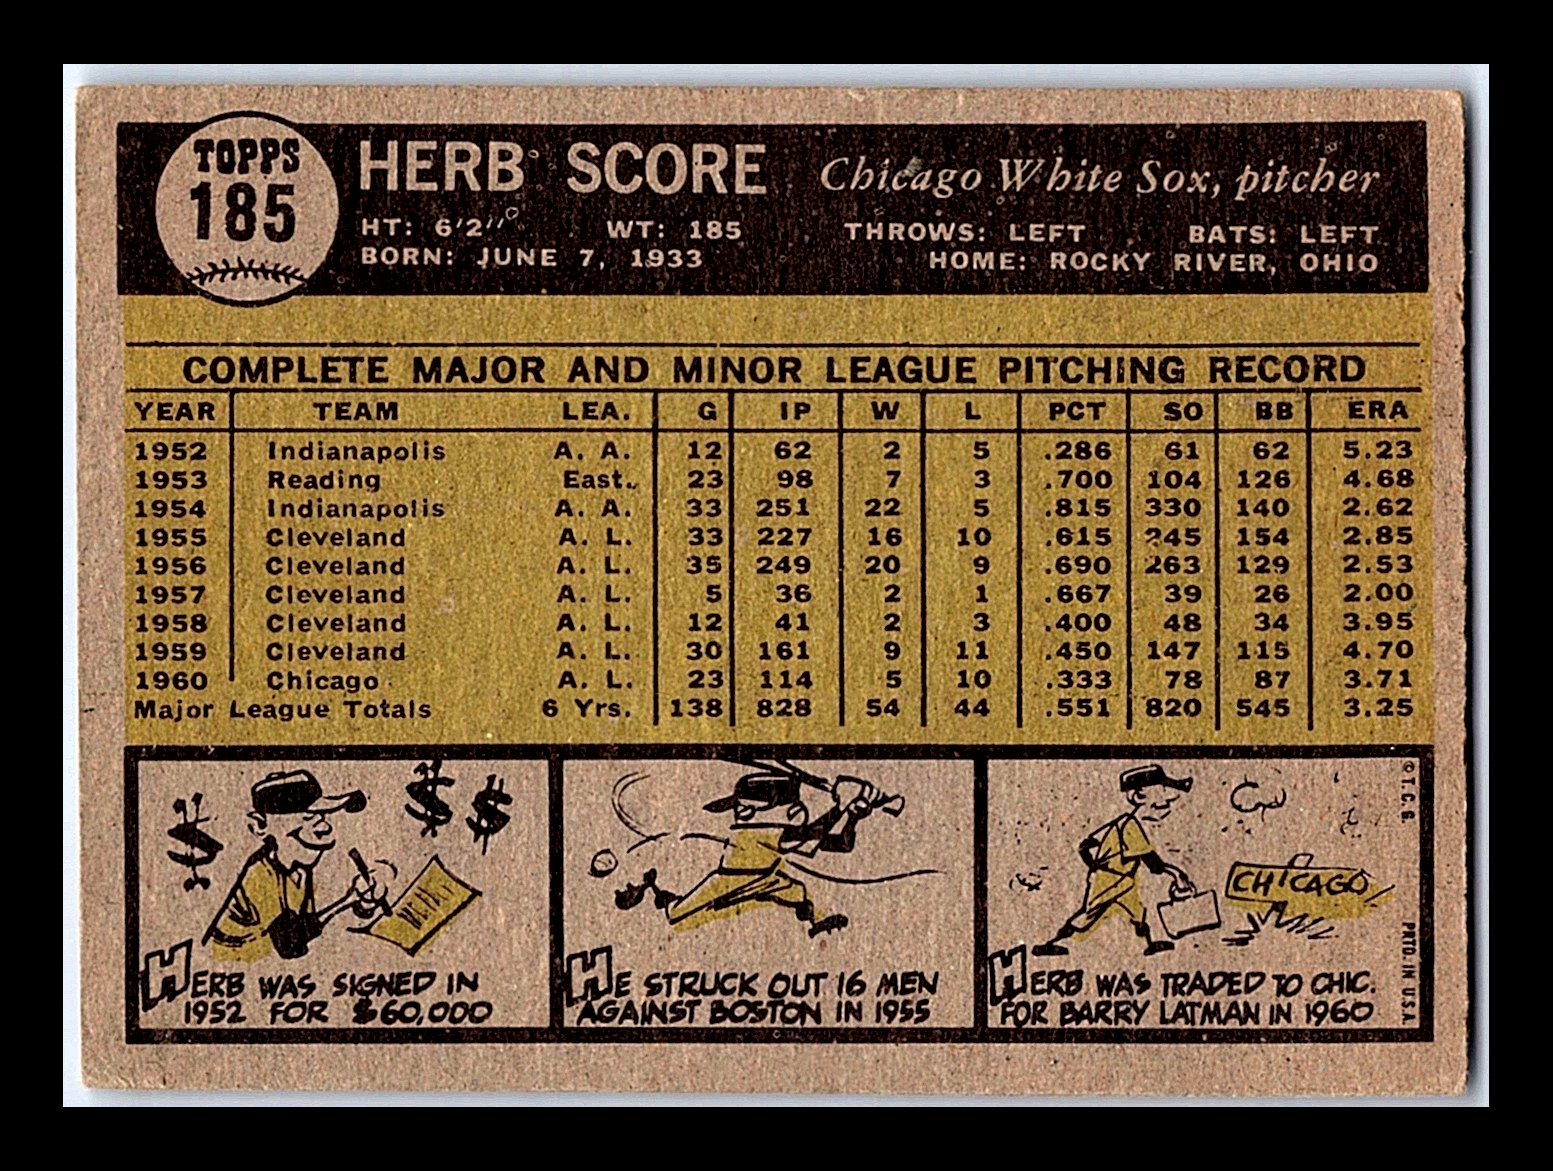 TOPPS
185
HERB SCORE Chicago White Sox, pitcher
HT: 6'2" WT: 185 THROWS: LEFT BATS: LEFT
BORN: JUNE 7, 1933 HOME: ROCKY RIVER, OHIO
COMPLETE MAJOR AND MINOR LEAGUE PITCHING RECORD
YEAR TEAM LEA. G IP W L PCT SO BB ERA
1952 Indianapolis A. A. 12 62 2 5 .286 61 62 5.23
1953 Reading East. 23 98 7 3 .700 104 126 4.68
1954 Indianapolis A. A. 33 251 22 5 .815 330 140 2.62
1955 Cleveland A. L. 33 227 16 10 .615 245 154 2.85
1956 Cleveland A. L. 35 249 20 9 .690 263 129 2.53
1957 Cleveland A. L. 5 36 2 1 .667 39 26 2.00
1958 Cleveland A. L. 12 41 2 3 .400 48 34 3.95
1959 Cleveland A. L. 30 161 9 11 .450 147 115 4.70
1960 Chicago A. L. 23 114 5 10 .333 78 87 3.71
Major League Totals 6 Yrs. 138 828 54 44 .551 820 545 3.25
$ $ $
HERB WAS SIGNED IN
1952 FOR $60,000
HE STRUCK OUT 16 MEN
AGAINST BOSTON IN 1955
CHICAGO
HERB WAS TRADED TO CHIC.
FOR BARRY LATMAN IN 1960
© T.C.G. PRTD. IN U.S.A.